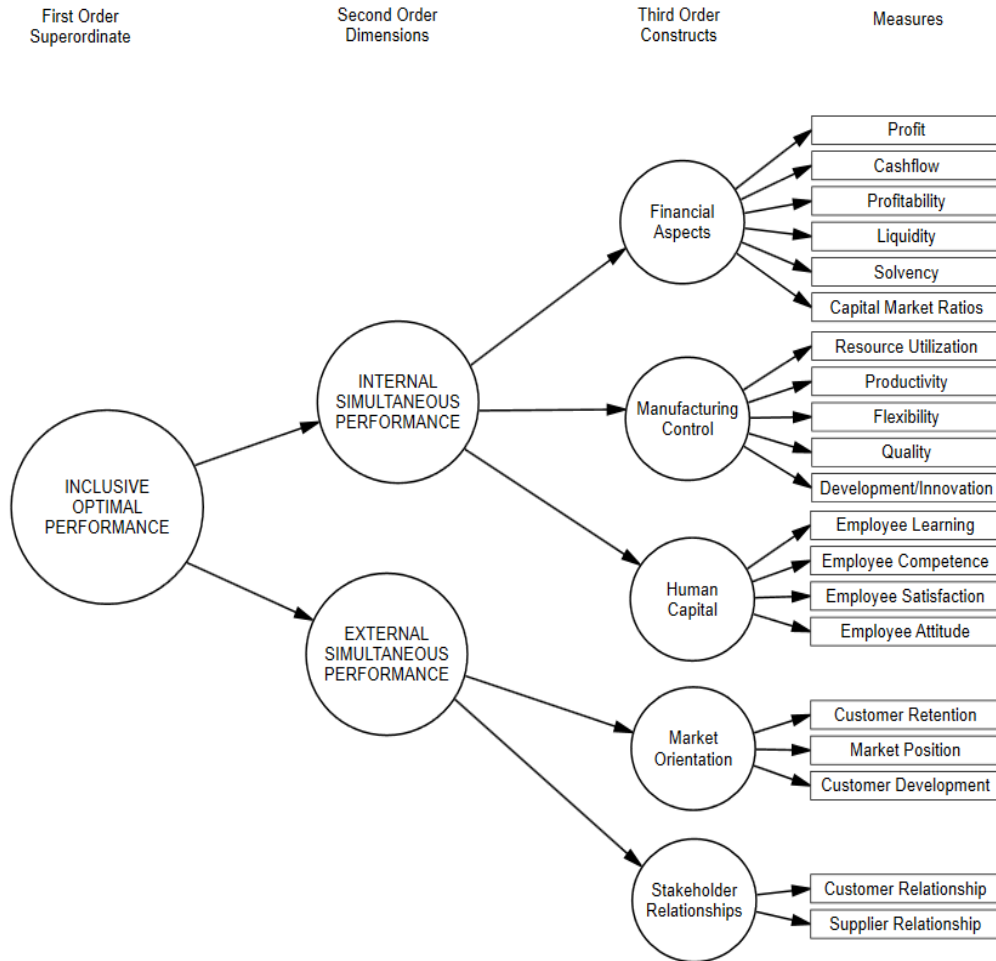 First Order
Superordinate
Second Order
Dimensions
Third Order
Constructs
Measures
Profit
Cashflow
Profitability
Liquidity
Solvency
Capital Market Ratios
Financial
Aspects
Resource Utilization
Productivity
Flexibility
Quality
Development/Innovation
INTERNAL
SIMULTANEOUS
PERFORMANCE
Manufacturing
Control
INCLUSIVE
OPTIMAL
PERFORMANCE
Employee Learning
Employee Competence
Employee Satisfaction
Employee Attitude
Human
Capital
EXTERNAL
SIMULTANEOUS
PERFORMANCE
Customer Retention
Market Position
Customer Development
Market
Orientation
Stakeholder
Relationships
Customer Relationship
Supplier Relationship